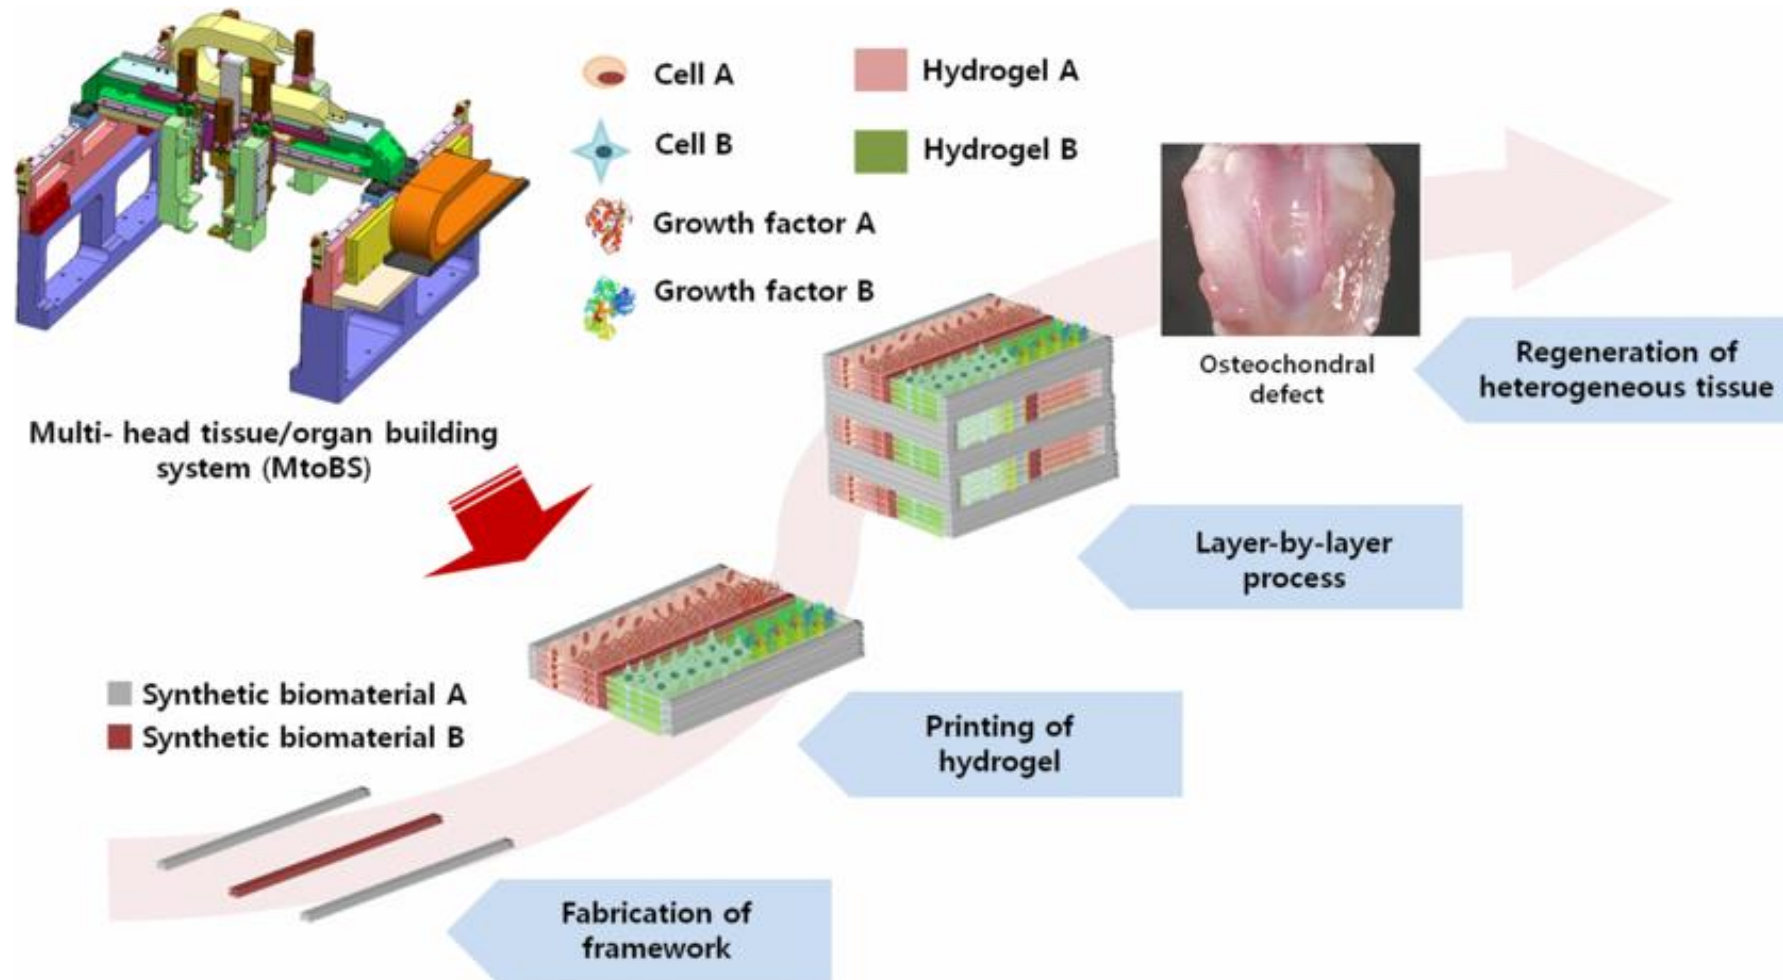 Cell A
Hydrogel A
Cell B
Hydrogel B
Growth factor A
Growth factor B
Multi- head tissue/organ building
system (MtoBS)
Osteochondral
defect
Regeneration of
heterogeneous tissue
Layer-by-layer
process
Synthetic biomaterial A
Synthetic biomaterial B
Printing of
hydrogel
Fabrication of
framework